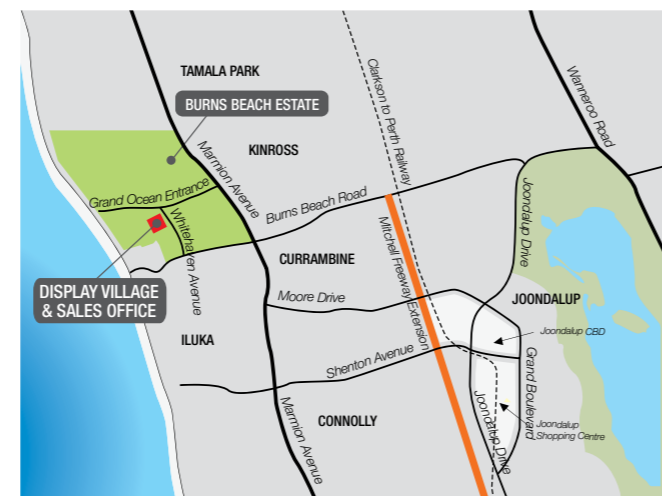 TAMALA PARK
Clarkson to Perth Railway
Wanneroo Road
BURNS BEACH ESTATE
Marmion Avenue
KINROSS
Grand Ocean Entrance
Burns Beach Road
Joondalup Drive
Whitehaven Avenue
Mitchell Freeway Extension
CURRAMBINE
DISPLAY VILLAGE
& SALES OFFICE
Moore Drive
JOONDALUP
ILUKA
Joondalup CBD
Shenton Avenue
Grand Boulevard
Marmion Avenue
CONNOLLY
Joondalup Drive
Joondalup
Shopping Centre